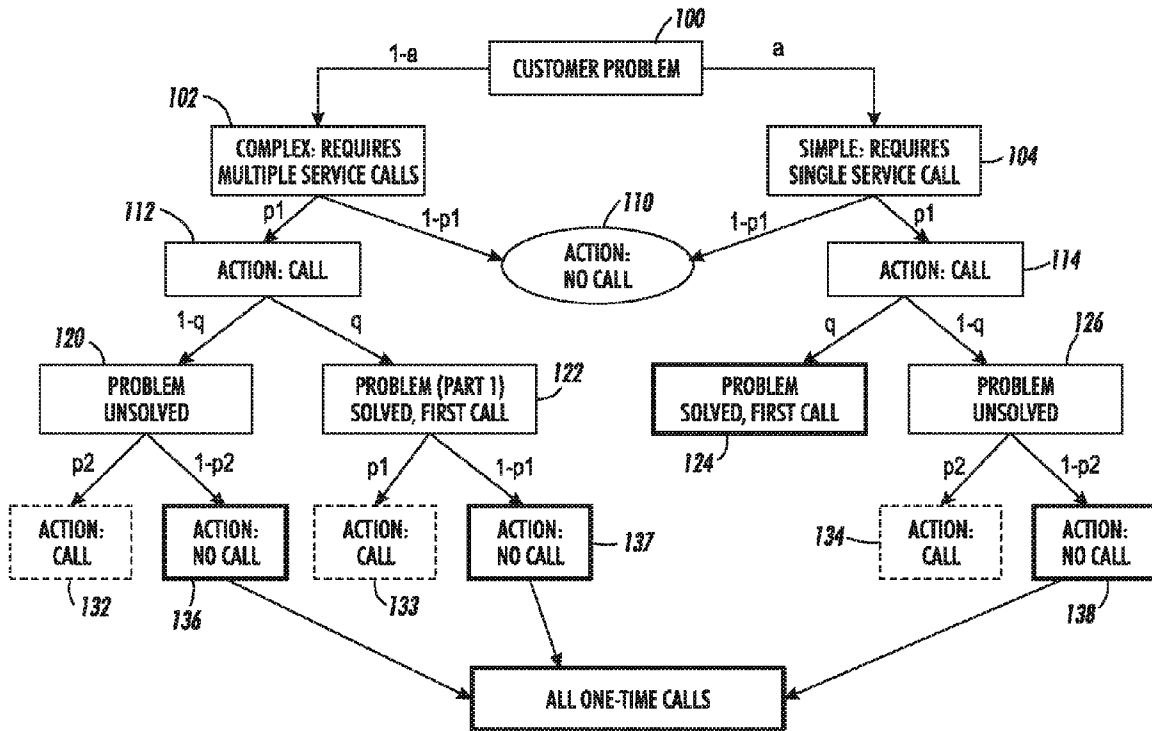 100
1-a
CUSTOMER PROBLEM
a
102
COMPLEX: REQUIRES
MULTIPLE SERVICE CALLS
SIMPLE: REQUIRES
SINGLE SERVICE CALL
104
112
p1
1-p1
110
1-p1
p1
ACTION: CALL
ACTION:
NO CALL
ACTION: CALL
114
120
1-q
q
q
1-q
126
PROBLEM
UNSOLVED
PROBLEM (PART 1)
SOLVED, FIRST CALL
122
PROBLEM
SOLVED, FIRST CALL
124
PROBLEM
UNSOLVED
p2
1-p2
p1
1-p1
p2
1-p2
ACTION:
CALL
132
ACTION:
NO CALL
136
ACTION:
CALL
133
ACTION:
NO CALL
137
134
ACTION:
CALL
ACTION:
NO CALL
138
ALL ONE-TIME CALLS